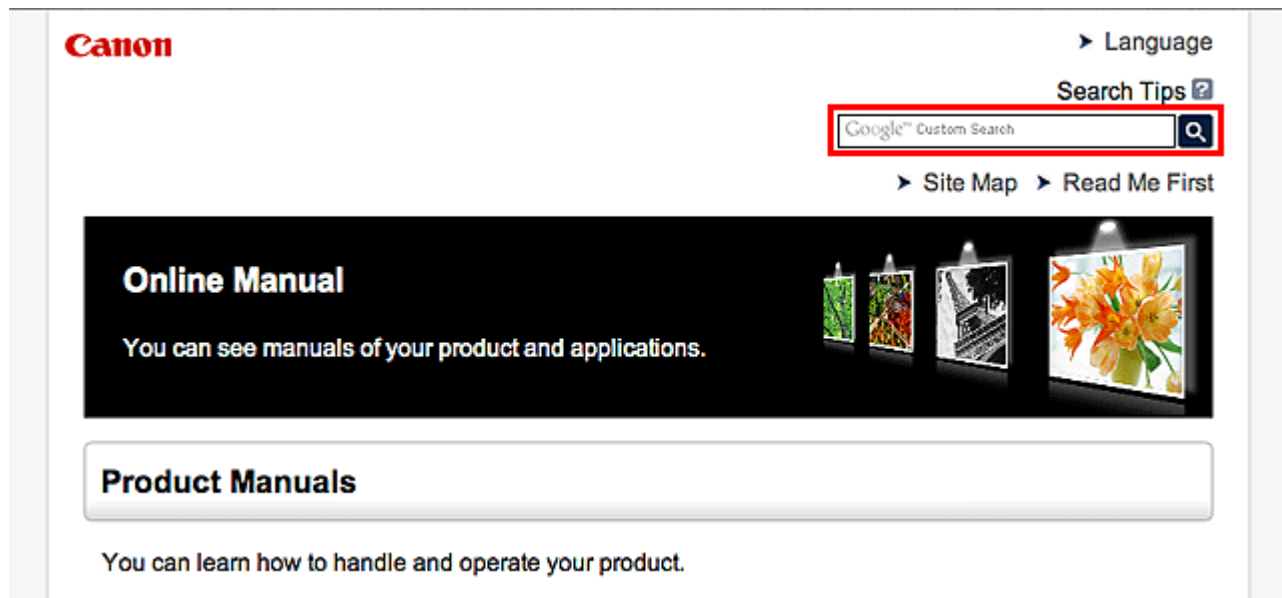 Canon
Language
Search Tips ?
Google™ Custom Search
Site Map Read Me First
Online Manual
You can see manuals of your product and applications.
Product Manuals
You can learn how to handle and operate your product.